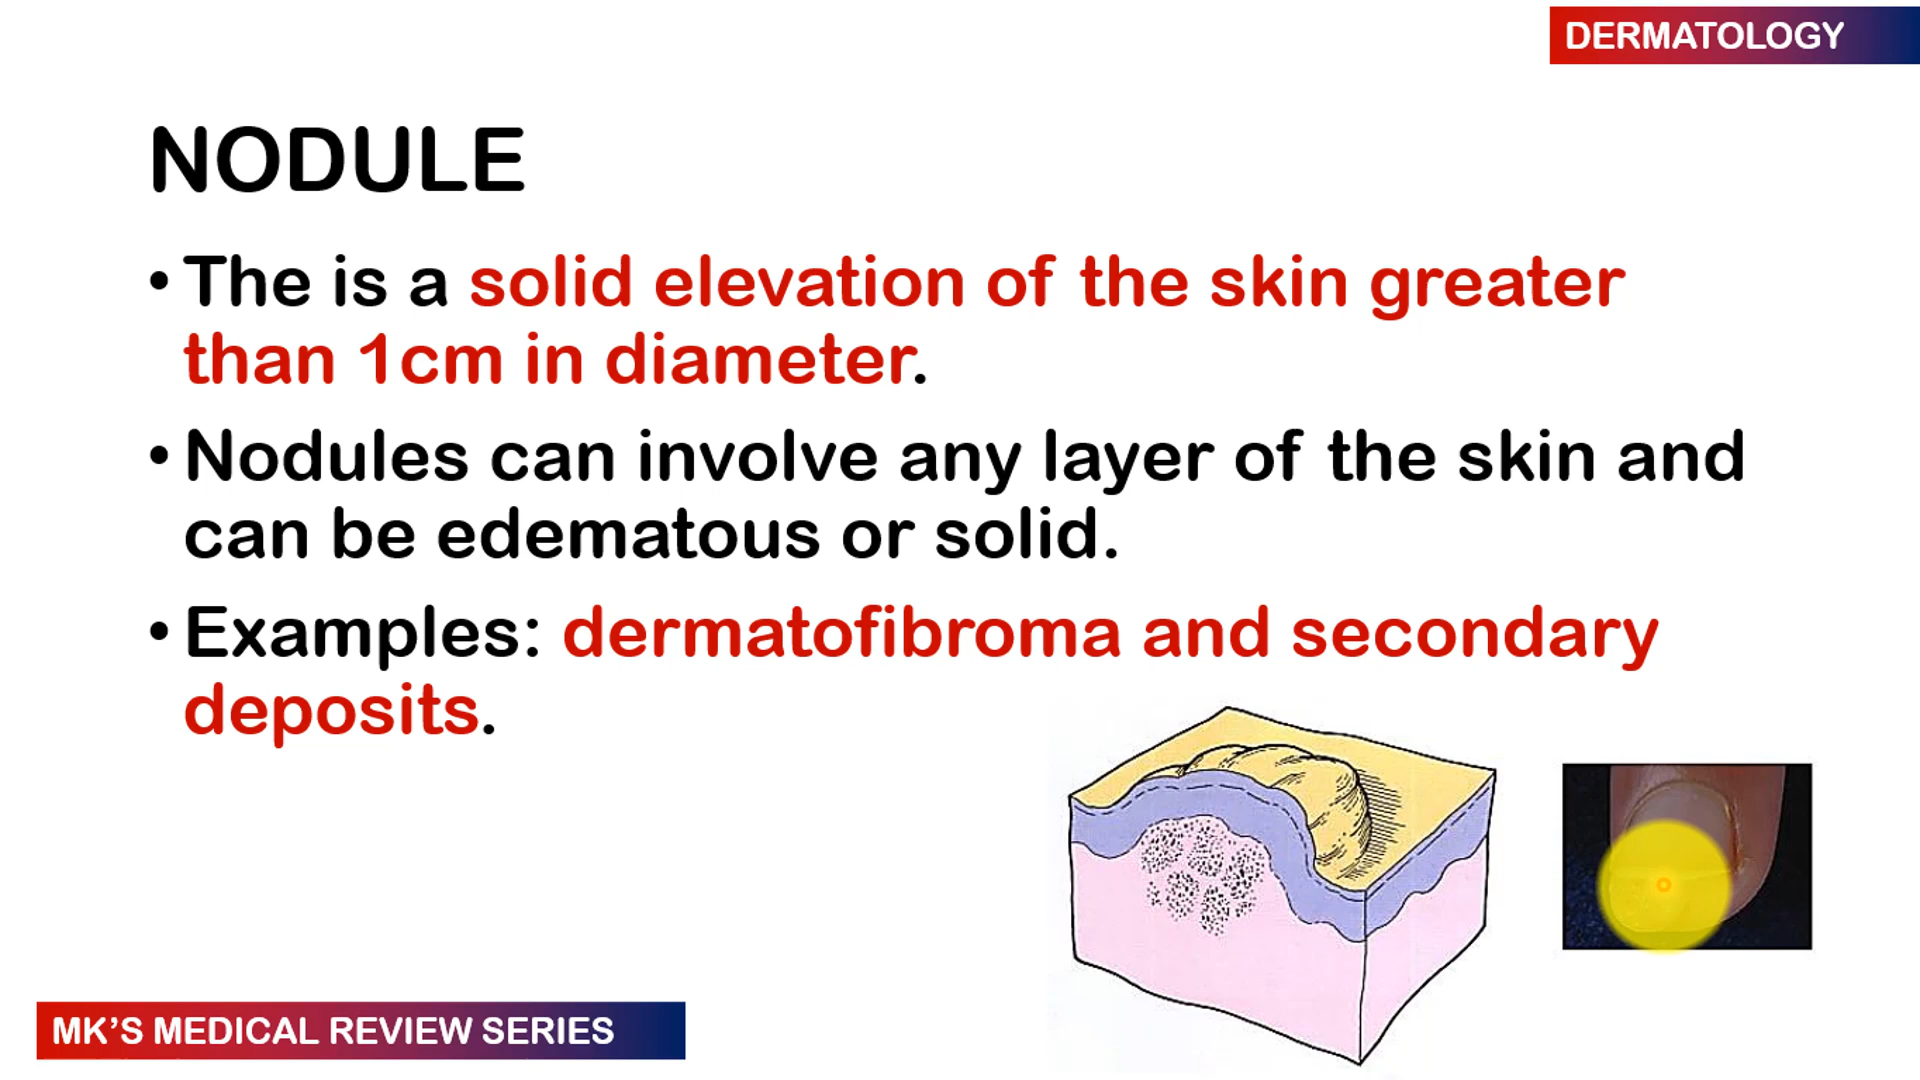 DERMATOLOGY
NODULE
• The is a solid elevation of the skin greater
than 1cm in diameter.
• Nodules can involve any layer of the skin and
can be edematous or solid.
• Examples: dermatofibroma and secondary
deposits.
MK’S MEDICAL REVIEW SERIES